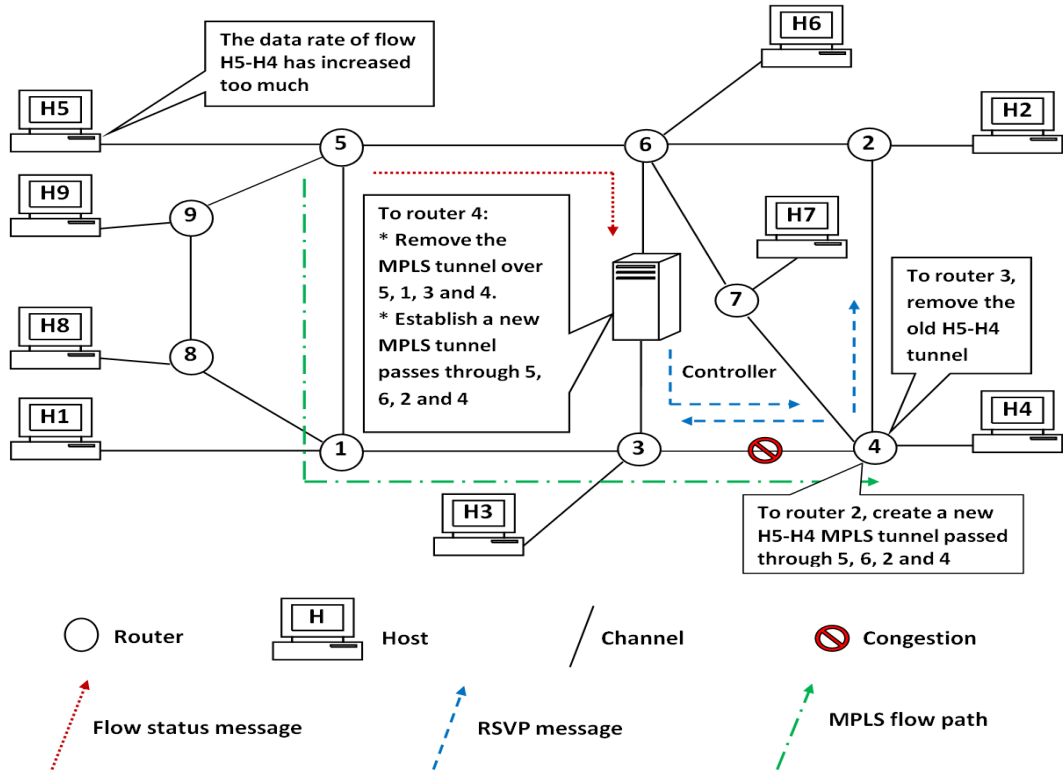 H6
The data rate of flow
H5-H4 has increased
too much
H5
H2
5
6
2
H9
9
To router 4:
* Remove the
MPLS tunnel over
5, 1, 3 and 4.
* Establish a new
MPLS tunnel
passes through 5,
6, 2 and 4
H7
7
To router 3,
remove the
old H5-H4
tunnel
H8
8
Controller
H1
H4
1
3
4
H3
To router 2, create a new
H5-H4 MPLS tunnel passed
through 5, 6, 2 and 4
Router
H
Host
Channel
Congestion
Flow status message
RSVP message
MPLS flow path